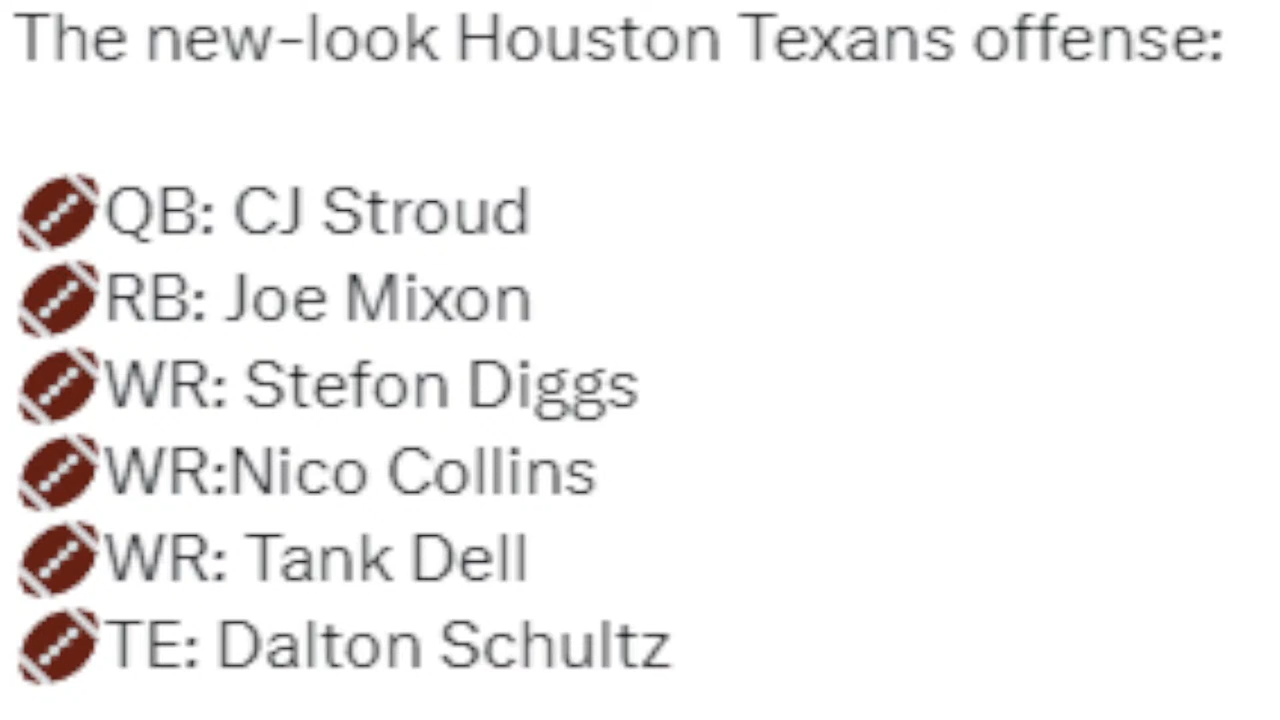 The new-look Houston Texans offense:
🏈QB: CJ Stroud
🏈RB: Joe Mixon
🏈WR: Stefon Diggs
🏈WR:Nico Collins
🏈WR: Tank Dell
🏈TE: Dalton Schultz